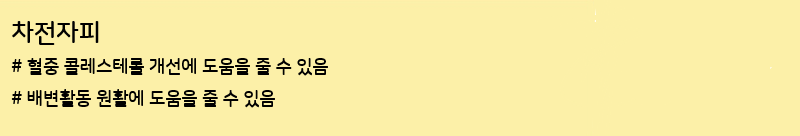 차전자피
# 혈중 콜레스테롤 개선에 도움을 줄 수 있음
# 배변활동 원활에 도움을 줄 수 있음